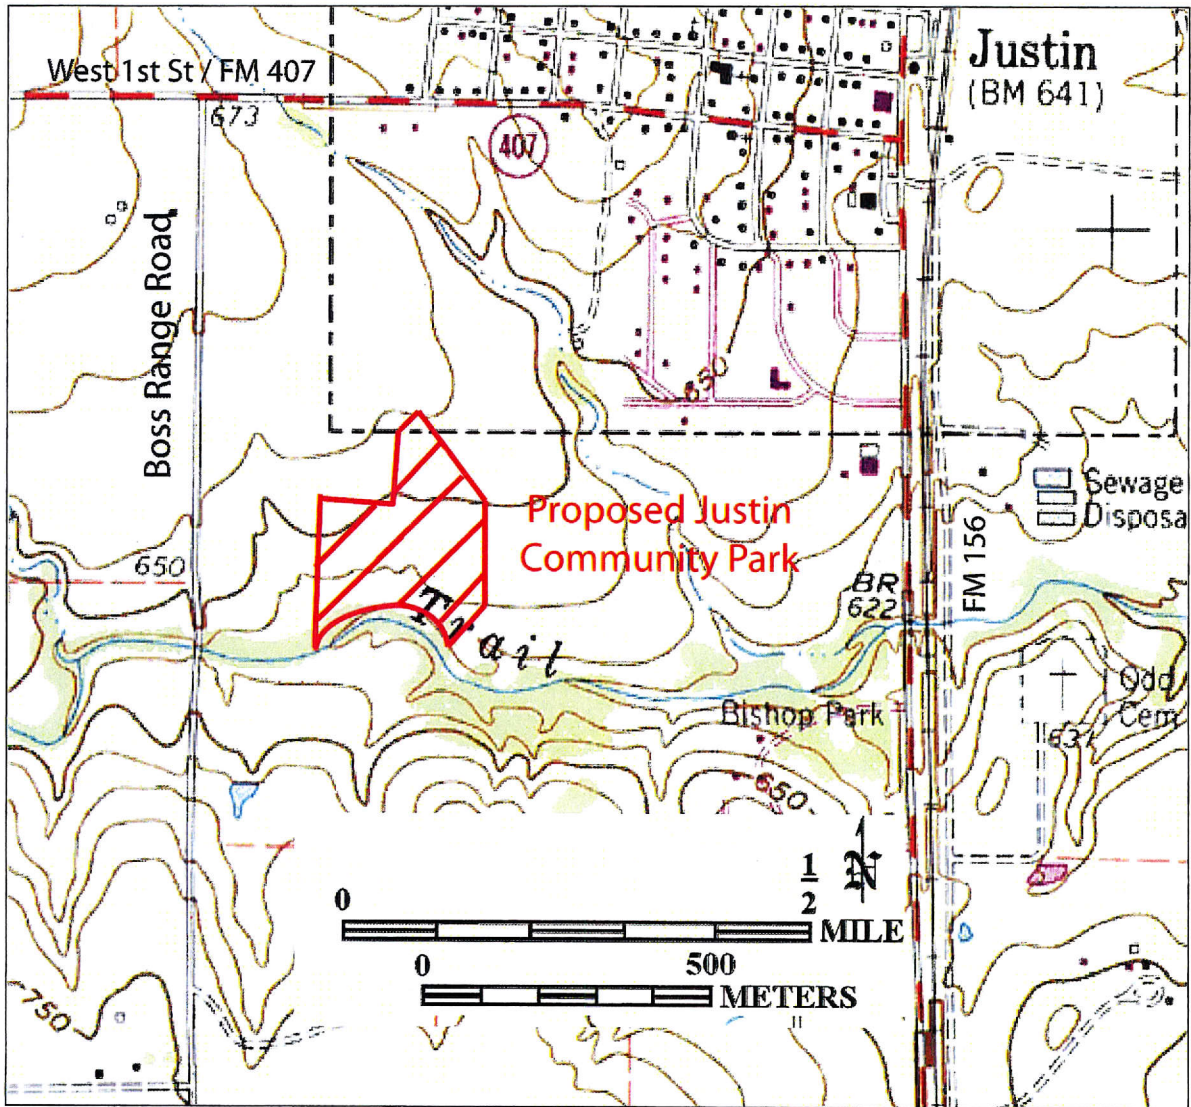 Justin
(BM 641)
West 1st St / FM 407
673
407
Boss Range Road
650
Proposed Justin
Community Park
Sewage
Disposa
650
FM 156
BR
622
Trail
Odd
Cem
Bishop Park
637
650
N
0
1
2
MILE
0
500
METERS
750